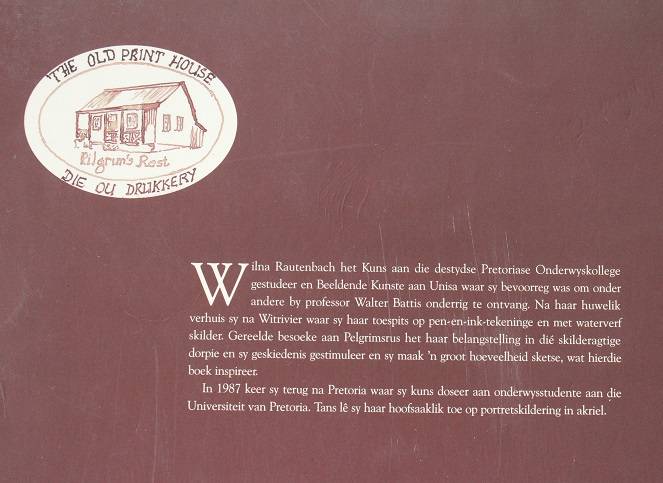 THE OLD PRINT HOUSE
Pilgrim's Rest
DIE OU DRUKKERY
Wilna Rautenbach het Kuns aan die destydse Pretoriase Onderwyskollege
gestudeer en Beeldende Kunste aan Unisa waar sy bevoorreg was om onder
andere by professor Walter Battis onderrig te ontvang. Na haar huwelik
verhuis sy na Witrivier waar sy haar toespits op pen-en-ink-tekeninge en met waterverf
skilder. Gereelde besoeke aan Pelgrimsrus het haar belangstelling in dié skilderagtige
dorpie en sy geskiedenis gestimuleer en sy maak 'n groot hoeveelheid sketse, wat hierdie
boek inspireer.
In 1987 keer sy terug na Pretoria waar sy kuns doseer aan onderwysstudente aan die
Universiteit van Pretoria. Tans lê sy haar hoofsaaklik toe op portretskildering in akriel.